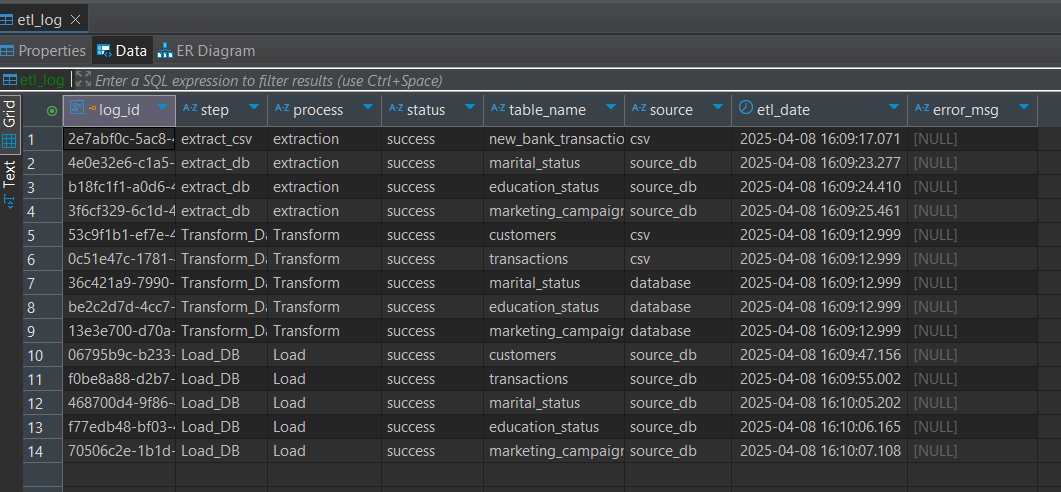 etl_log
Properties Data ER Diagram
etl_log Enter a SQL expression to filter results (use Ctrl+Space)
Grid
Text
log_id step process status table_name source etl_date error_msg
1 2e7abf0c-5ac8- extract_csv extraction success new_bank_transactio csv 2025-04-08 16:09:17.071 [NULL]
2 4e0e32e6-c1a5- extract_db extraction success marital_status source_db 2025-04-08 16:09:23.277 [NULL]
3 b18fc1f1-a0d6-4 extract_db extraction success education_status source_db 2025-04-08 16:09:24.410 [NULL]
4 3f6cf329-6c1d-4 extract_db extraction success marketing_campaign source_db 2025-04-08 16:09:25.461 [NULL]
5 53c9f1b1-ef7e-4 Transform_Da Transform success customers csv 2025-04-08 16:09:12.999 [NULL]
6 0c51e47c-1781- Transform_Da Transform success transactions csv 2025-04-08 16:09:12.999 [NULL]
7 36c421a9-7990- Transform_Da Transform success marital_status database 2025-04-08 16:09:12.999 [NULL]
8 be2c2d7d-4cc7- Transform_Da Transform success education_status database 2025-04-08 16:09:12.999 [NULL]
9 13e3e700-d70a- Transform_Da Transform success marketing_campaign database 2025-04-08 16:09:12.999 [NULL]
10 06795b9c-b233- Load_DB Load success customers source_db 2025-04-08 16:09:47.156 [NULL]
11 f0be8a88-d2b7- Load_DB Load success transactions source_db 2025-04-08 16:09:55.002 [NULL]
12 468700d4-9f86- Load_DB Load success marital_status source_db 2025-04-08 16:10:05.202 [NULL]
13 f77edb48-bf03- Load_DB Load success education_status source_db 2025-04-08 16:10:06.165 [NULL]
14 70506c2e-1b1d- Load_DB Load success marketing_campaign source_db 2025-04-08 16:10:07.108 [NULL]